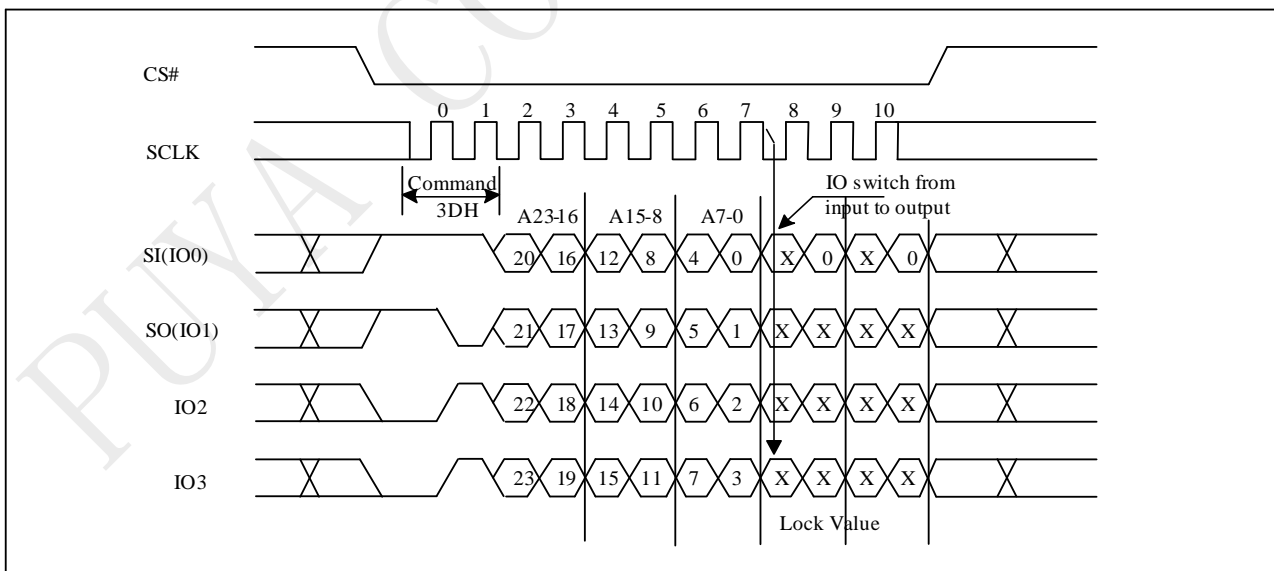 PUYA CO
CS#
0 1 2 3 4 5 6 7 8 9 10
SCLK
Command
3DH
IO switch from
input to output
A23-16 A15-8 A7-0
SI(IO0) 20 16 12 8 4 0 X 0 X 0
SO(IO1) 21 17 13 9 5 1 X X X X
IO2 22 18 14 10 6 2 X X X X
IO3 23 19 15 11 7 3 X X X X
Lock Value